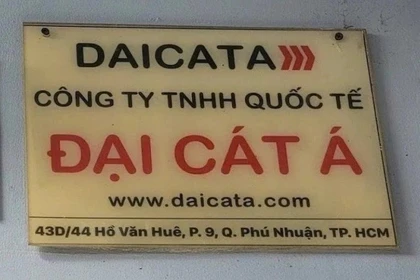 DAICATA
CÔNG TY TNHH QUỐC TẾ
ĐẠI CÁT Á
www.daicata.com
43D/44 Hồ Văn Huê, P. 9, Q. Phú Nhuận, TP. HCM